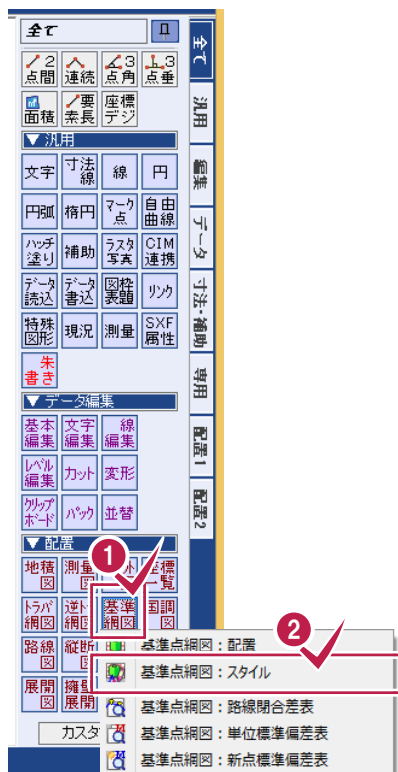 全て
2点間 連続 3点角 3点垂
面積 要素長 座標デジ
▼ 汎用
文字 寸法線 線 円
円弧 楕円 マーク点 自由曲線
ハッチ塗り 補助 ラスタ写真 CIM連携
データ読込 データ書込 図枠表題 リンク
特殊図形 現況 測量 SXF属性
朱書き
▼ データ編集
基本編集 文字編集 線編集
レベル編集 カット 変形
クリップボード パック 並替
▼ 配置
1
地積図 測量
トラバ網図 逆ト網図 基準網図 国調図
2
路線図 縦断
展開図 擁壁展開
カスタ
基準点網図:配置
基準点網図:スタイル
基準点網図:路線閉合差表
基準点網図:単位標準偏差表
基準点網図:新点標準偏差表
全て
汎用
編集
データ
寸法・補助
専用
配置1
配置2